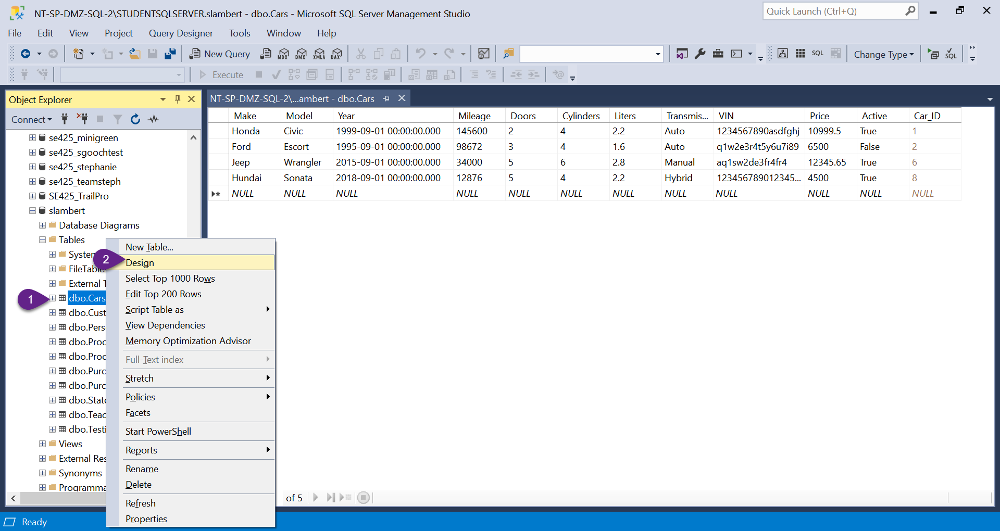 NT-SP-DMZ-SQL-2\STUDENTSQLSERVER.slambert - dbo.Cars - Microsoft SQL Server Management Studio
Quick Launch (Ctrl+Q)
File Edit View Project Query Designer Tools Window Help
New Query MDX DMX XMLA DAX SQL Change Type SQL
Execute
Object Explorer
NT-SP-DMZ-SQL-2\...ambert - dbo.Cars
Connect
Make Model Year Mileage Doors Cylinders Liters Transmis... VIN Price Active Car_ID
Honda Civic 1999-09-01 00:00:00.000 145600 2 4 2.2 Auto 1234567890asdfghj 10999.5 True 1
Ford Escort 1995-09-01 00:00:00.000 98672 3 4 1.6 Auto q1w2e3r4t5y6u7i89 6500 False 2
Jeep Wrangler 2015-09-01 00:00:00.000 34000 5 6 2.8 Manual aq1sw2de3fr4fr4 12345.65 True 6
Hundai Sonata 2018-09-01 00:00:00.000 12876 5 4 2.2 Hybrid 123456789012345... 4500 True 8
NULL NULL NULL NULL NULL NULL NULL NULL NULL NULL NULL NULL
se425_minigreen
se425_sgoochtest
se425_stephanie
se425_teamsteph
SE425_TrailPro
slambert
Database Diagrams
Tables
System
FileTable
External T
dbo.Cars
dbo.Cust
dbo.Pers
dbo.Proc
dbo.Proc
dbo.Purc
dbo.Purc
dbo.State
dbo.Teac
dbo.Testi
Views
External Res
Synonyms
Programma
1
2
New Table...
Design
Select Top 1000 Rows
Edit Top 200 Rows
Script Table as
View Dependencies
Memory Optimization Advisor
Full-Text index
Stretch
Policies
Facets
Start PowerShell
Reports
Rename
Delete
Refresh
Properties
of 5
Ready